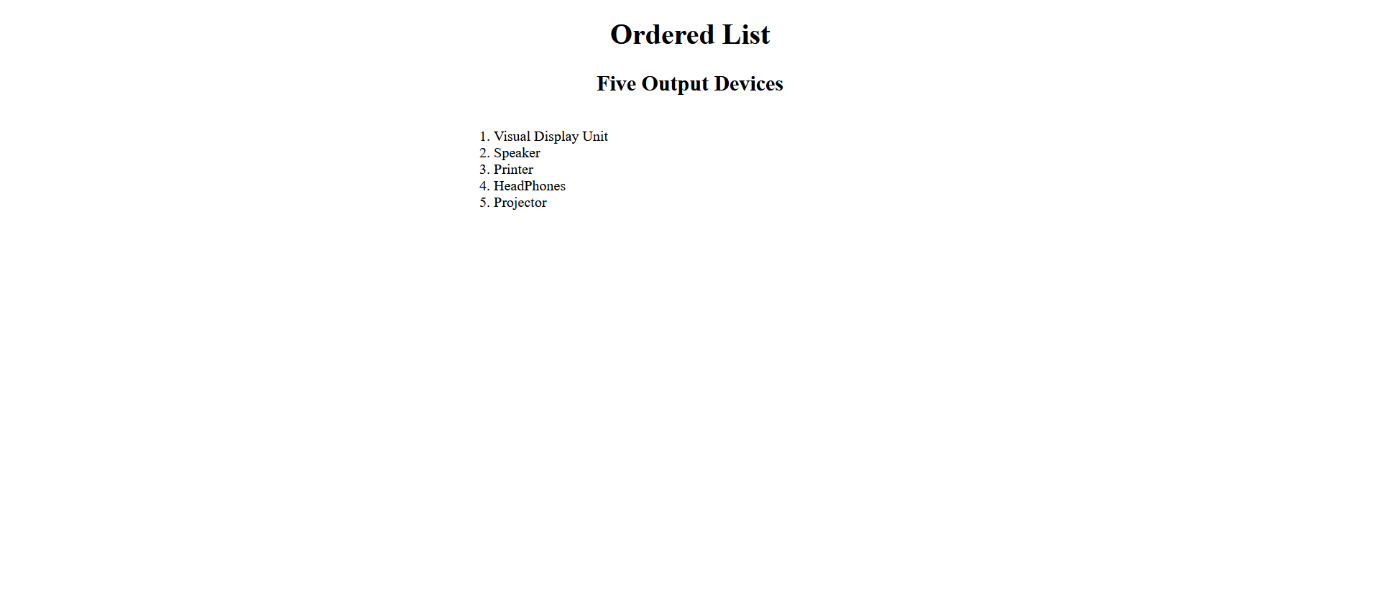 Ordered List
Five Output Devices
1. Visual Display Unit
2. Speaker
3. Printer
4. HeadPhones
5. Projector